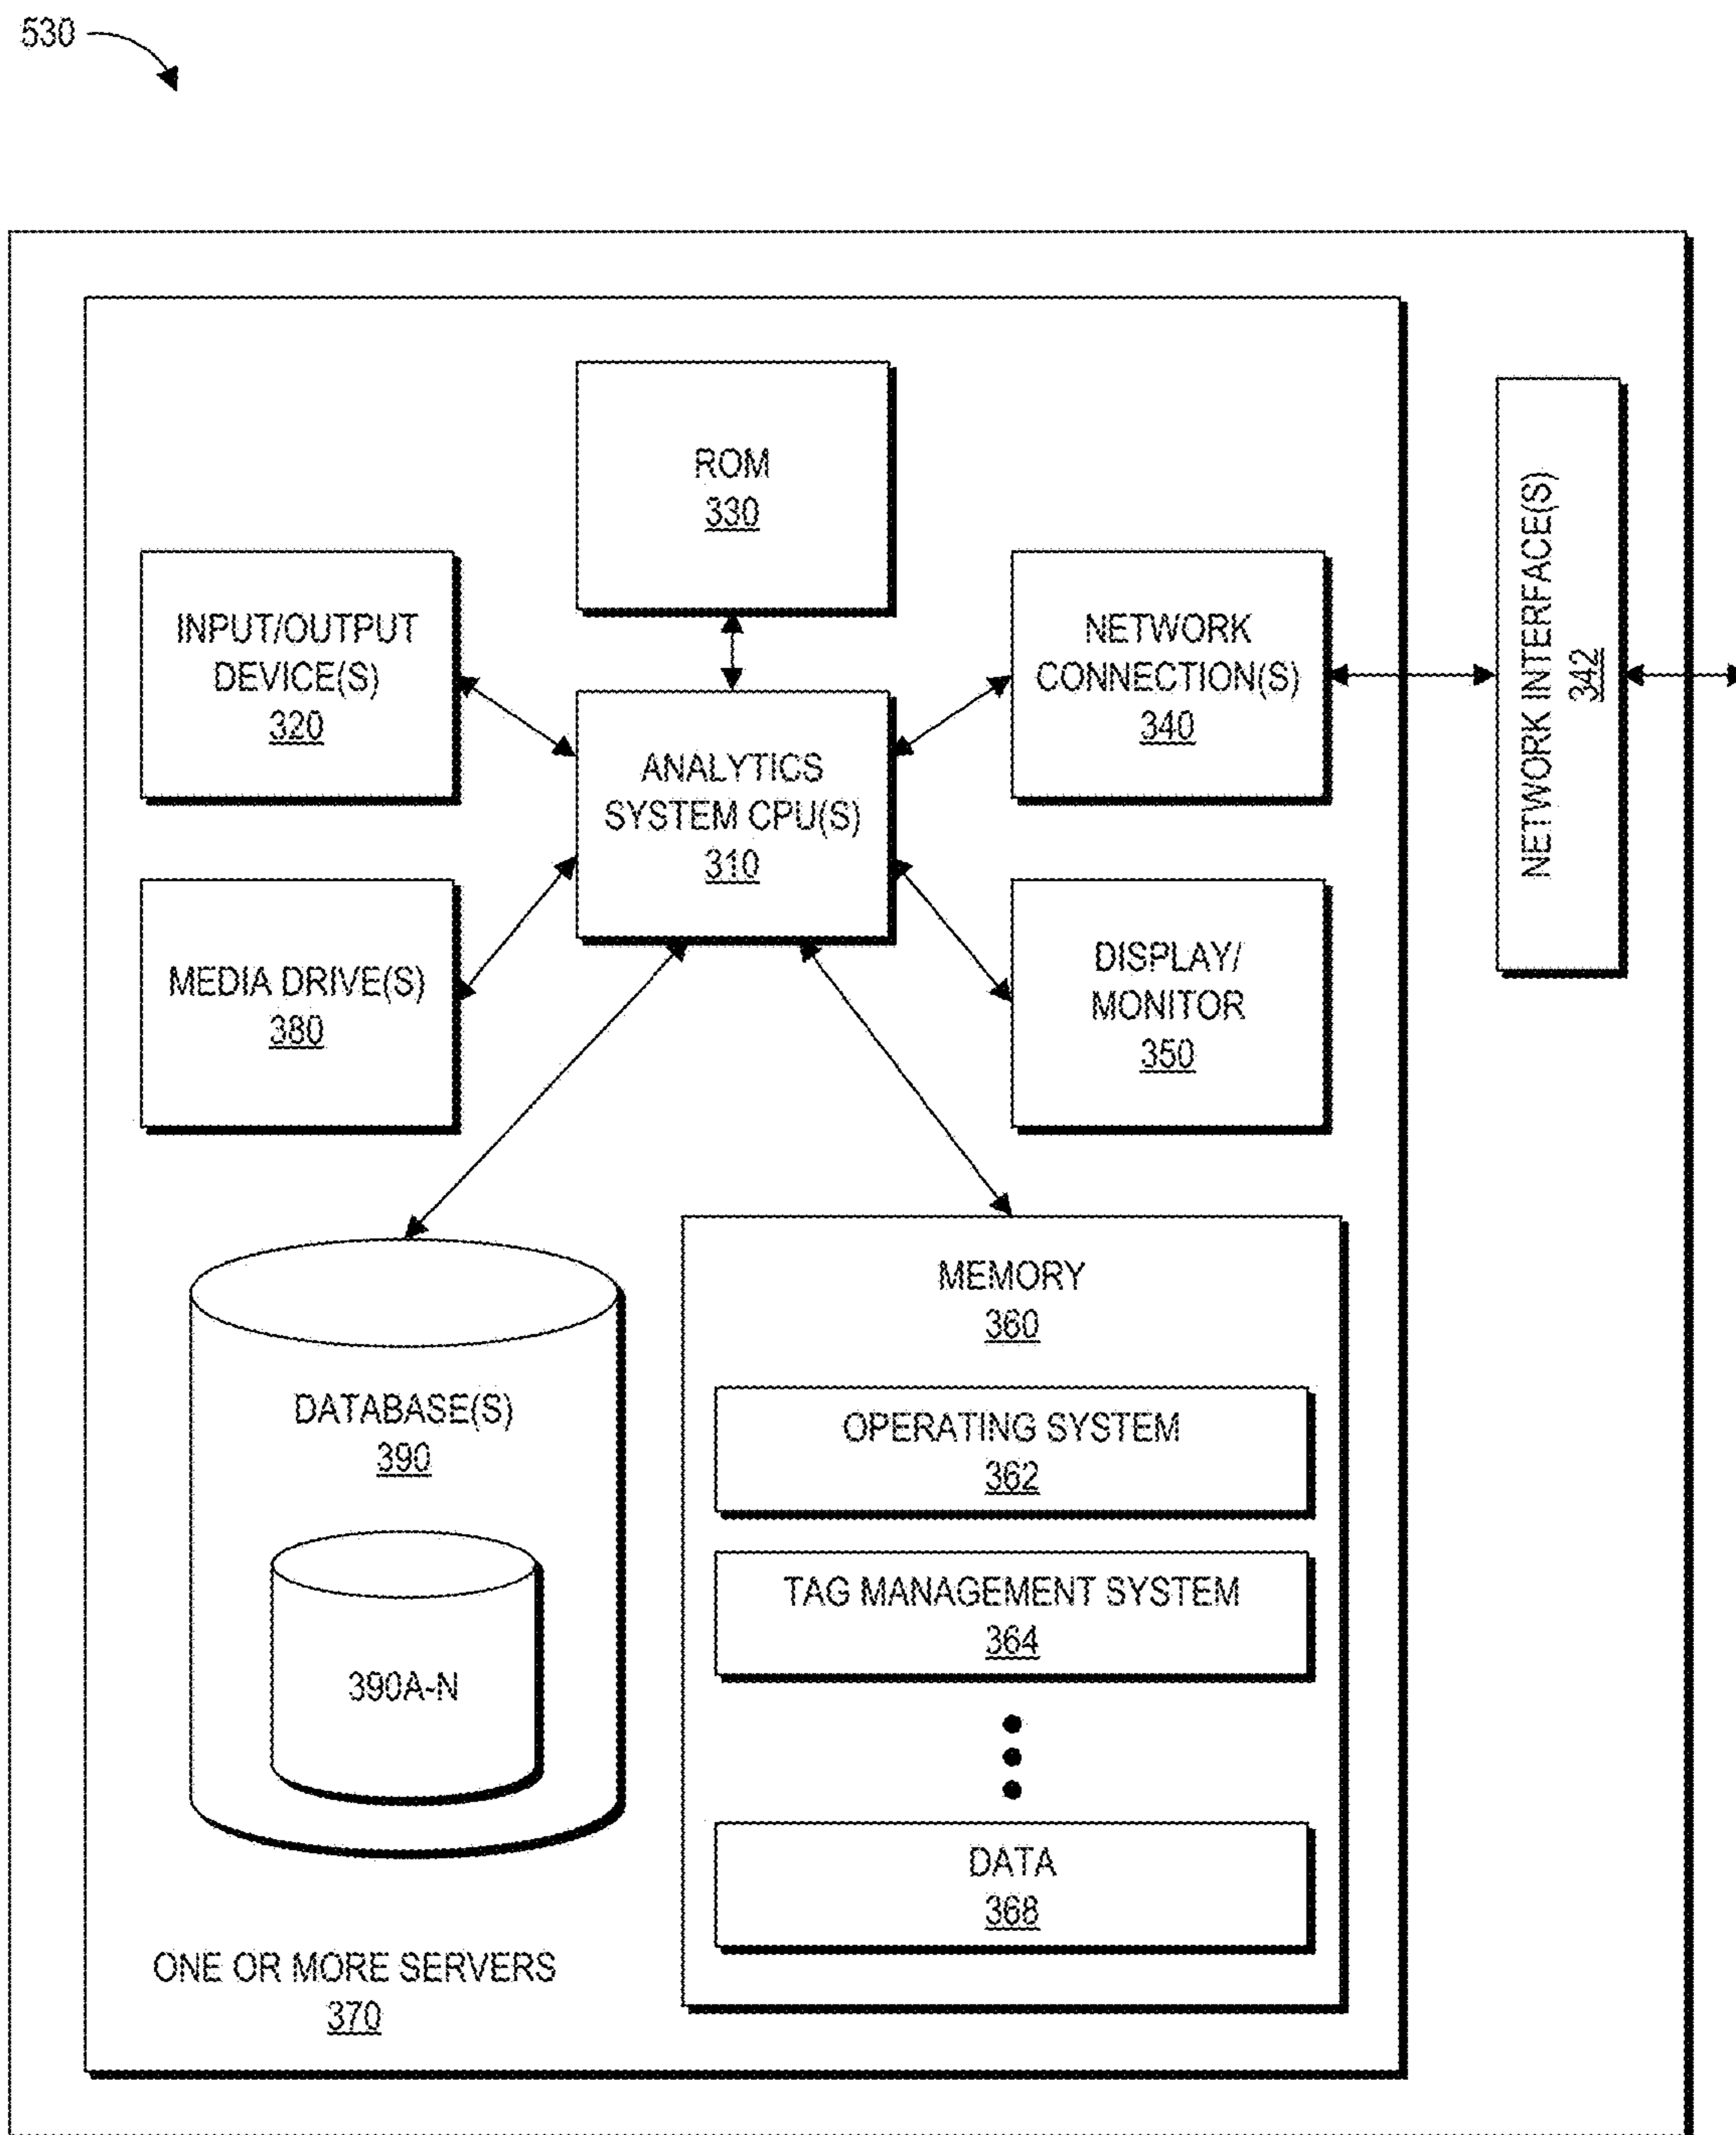 530
ROM
330
INPUT/OUTPUT
DEVICE(S)
320
NETWORK
CONNECTION(S)
340
NETWORK INTERFACE(S)
342
ANALYTICS
SYSTEM CPU(S)
310
MEDIA DRIVE(S)
380
DISPLAY/
MONITOR
350
DATABASE(S)
390
390A-N
MEMORY
360
OPERATING SYSTEM
362
TAG MANAGEMENT SYSTEM
364
DATA
368
ONE OR MORE SERVERS
370